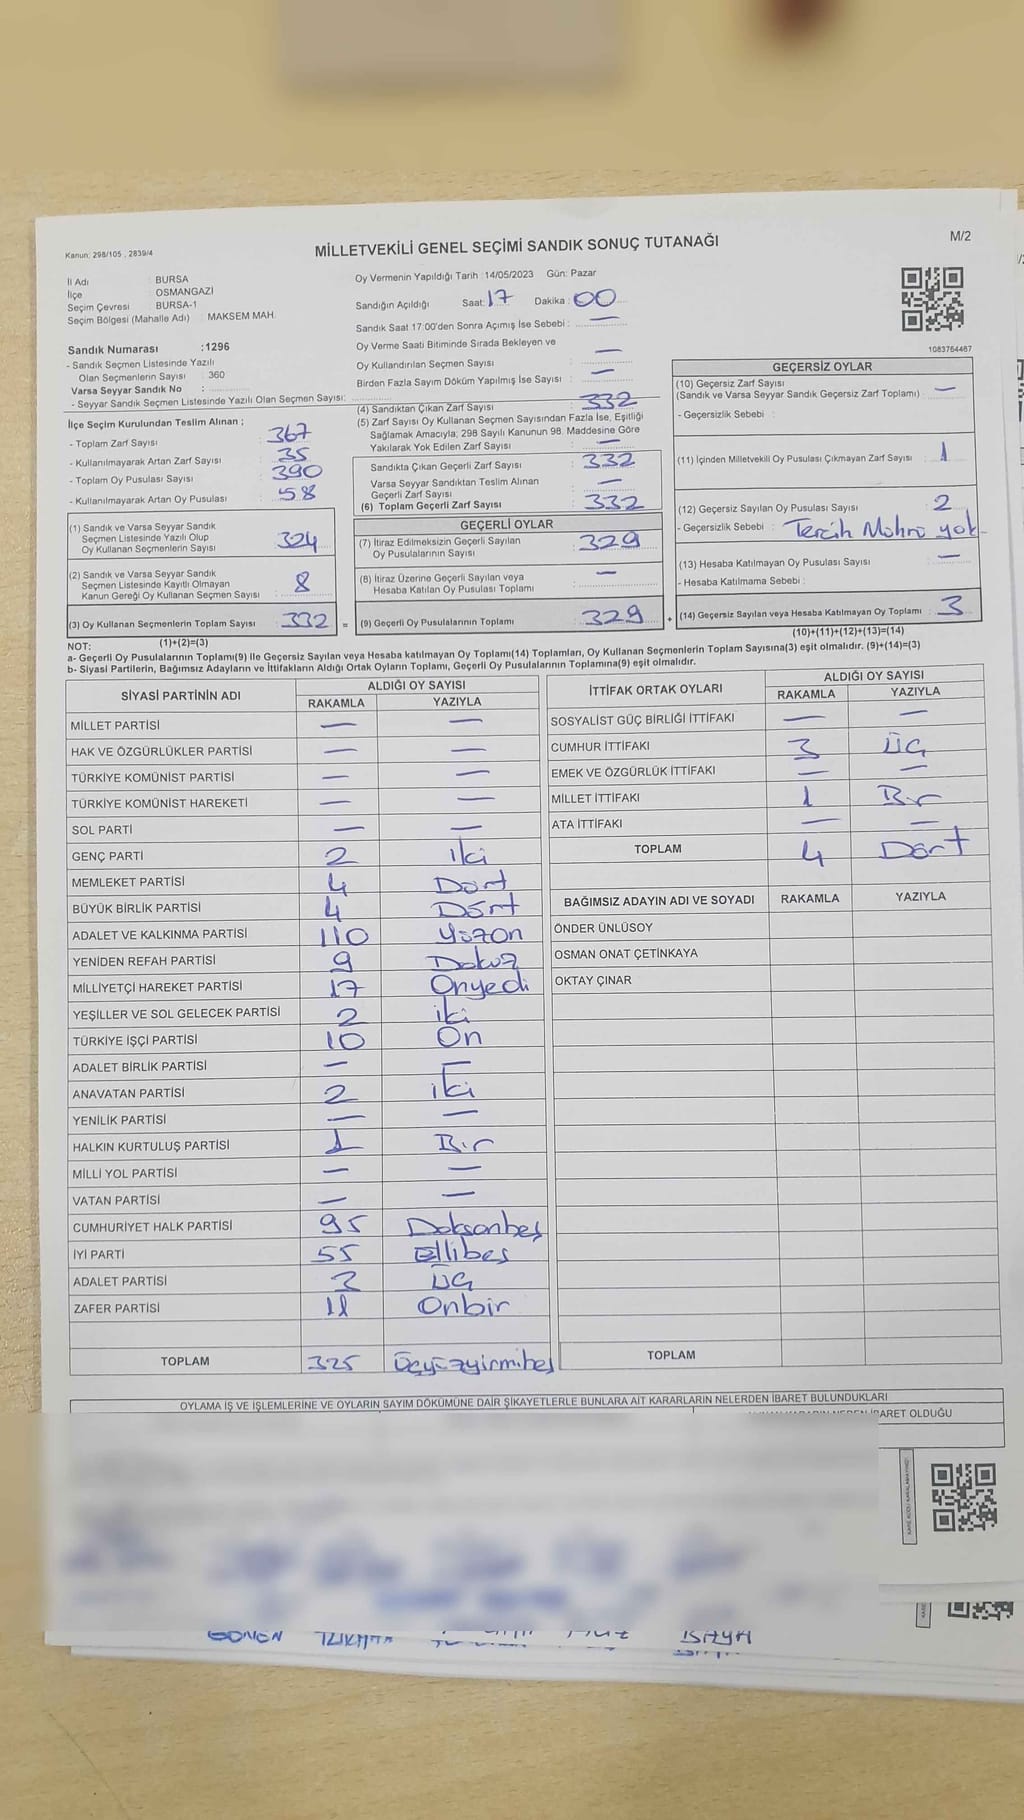 Kanun: 298/105 , 2839/4
MİLLETVEKİLİ GENEL SEÇİMİ SANDIK SONUÇ TUTANAĞI
M/2
İl Adı : BURSA
İlçe : OSMANGAZİ
Seçim Çevresi : BURSA-1
Seçim Bölgesi (Mahalle Adı) : MAKSEM MAH.
Sandık Numarası :1296
- Sandık Seçmen Listesinde Yazılı
Olan Seçmenlerin Sayısı : 360
Varsa Seyyar Sandık No :
- Seyyar Sandık Seçmen Listesinde Yazılı Olan Seçmen Sayısı:
Oy Vermenin Yapıldığı Tarih :14/05/2023 Gün: Pazar
Sandığın Açıldığı Saat: 17 Dakika : 00
Sandık Saat 17:00'den Sonra Açımış İse Sebebi : —
Oy Verme Saati Bitiminde Sırada Bekleyen ve
Oy Kullandırılan Seçmen Sayısı : —
Birden Fazla Sayım Döküm Yapılmış İse Sayısı : —
1083764467
İlçe Seçim Kurulundan Teslim Alınan ;
- Toplam Zarf Sayısı : 367
- Kullanılmayarak Artan Zarf Sayısı : 35
- Toplam Oy Pusulası Sayısı : 390
- Kullanılmayarak Artan Oy Pusulası : 58
(1) Sandık ve Varsa Seyyar Sandık
Seçmen Listesinde Yazılı Olup
Oy Kullanan Seçmenlerin Sayısı : 324
(2) Sandık ve Varsa Seyyar Sandık
Seçmen Listesinde Kayıtlı Olmayan
Kanun Gereği Oy Kullanan Seçmen Sayısı : 8
(3) Oy Kullanan Seçmenlerin Toplam Sayısı : 332
(4) Sandıktan Çıkan Zarf Sayısı : 332
(5) Zarf Sayısı Oy Kullanan Seçmen Sayısından Fazla İse, Eşitliği
Sağlamak Amacıyla; 298 Sayılı Kanunun 98. Maddesine Göre
Yakılarak Yok Edilen Zarf Sayısı : —
Sandıkta Çıkan Geçerli Zarf Sayısı : 332
Varsa Seyyar Sandıktan Teslim Alınan
Geçerli Zarf Sayısı : —
(6) Toplam Geçerli Zarf Sayısı : 332
GEÇERLİ OYLAR
(7) İtiraz Edilmeksizin Geçerli Sayılan
Oy Pusulalarının Sayısı : 329
(8) İtiraz Üzerine Geçerli Sayılan veya
Hesaba Katılan Oy Pusulası Toplamı : —
= (9) Geçerli Oy Pusulalarının Toplamı : 329 +
GEÇERSİZ OYLAR
(10) Geçersiz Zarf Sayısı
(Sandık ve Varsa Seyyar Sandık Geçersiz Zarf Toplamı) : —
- Geçersizlik Sebebi :
(11) İçinden Milletvekili Oy Pusulası Çıkmayan Zarf Sayısı : 1
(12) Geçersiz Sayılan Oy Pusulası Sayısı : 2
- Geçersizlik Sebebi : Tercih Mührü yok
(13) Hesaba Katılmayan Oy Pusulası Sayısı : —
- Hesaba Katılmama Sebebi :
(14) Geçersiz Sayılan veya Hesaba Katılmayan Oy Toplamı : 3
NOT: (1)+(2)=(3)
(10)+(11)+(12)+(13)=(14)
a- Geçerli Oy Pusulalarının Toplamı(9) ile Geçersiz Sayılan veya Hesaba katılmayan Oy Toplamı(14) Toplamları, Oy Kullanan Seçmenlerin Toplam Sayısına(3) eşit olmalıdır. (9)+(14)=(3)
b- Siyasi Partilerin, Bağımsız Adayların ve İttifakların Aldığı Ortak Oyların Toplamı, Geçerli Oy Pusulalarının Toplamına(9) eşit olmalıdır.
SİYASİ PARTİNİN ADI ALDIĞI OY SAYISI
RAKAMLA YAZIYLA
MİLLET PARTİSİ — —
HAK VE ÖZGÜRLÜKLER PARTİSİ — —
TÜRKİYE KOMÜNİST PARTİSİ — —
TÜRKİYE KOMÜNİST HAREKETİ — —
SOL PARTİ — —
GENÇ PARTİ 2 iki
MEMLEKET PARTİSİ 4 Dört
BÜYÜK BİRLİK PARTİSİ 4 Dört
ADALET VE KALKINMA PARTİSİ 110 Yüzon
YENİDEN REFAH PARTİSİ 9 Dokuz
MİLLİYETÇİ HAREKET PARTİSİ 17 Onyedi
YEŞİLLER VE SOL GELECEK PARTİSİ 2 iki
TÜRKİYE İŞÇİ PARTİSİ 10 On
ADALET BİRLİK PARTİSİ — —
ANAVATAN PARTİSİ 2 iki
YENİLİK PARTİSİ — —
HALKIN KURTULUŞ PARTİSİ 1 Bir
MİLLİ YOL PARTİSİ — —
VATAN PARTİSİ — —
CUMHURİYET HALK PARTİSİ 95 Doksanbeş
İYİ PARTİ 55 Ellibeş
ADALET PARTİSİ 3 ÜÇ
ZAFER PARTİSİ 11 Onbir
TOPLAM 325 Üçyüzyirmibeş
İTTİFAK ORTAK OYLARI ALDIĞI OY SAYISI
RAKAMLA YAZIYLA
SOSYALİST GÜÇ BİRLİĞİ İTTİFAKI — —
CUMHUR İTTİFAKI 3 ÜÇ
EMEK VE ÖZGÜRLÜK İTTİFAKI — —
MİLLET İTTİFAKI 1 Bir
ATA İTTİFAKI — —
TOPLAM 4 Dört
BAĞIMSIZ ADAYIN ADI VE SOYADI RAKAMLA YAZIYLA
ÖNDER ÜNLÜSOY
OSMAN ONAT ÇETİNKAYA
OKTAY ÇINAR
TOPLAM
OYLAMA İŞ VE İŞLEMLERİNE VE OYLARIN SAYIM DÖKÜMÜNE DAİR ŞİKAYETLERLE BUNLARA AİT KARARLARIN NELERDEN İBARET BULUNDUKLARI
OLDUĞU